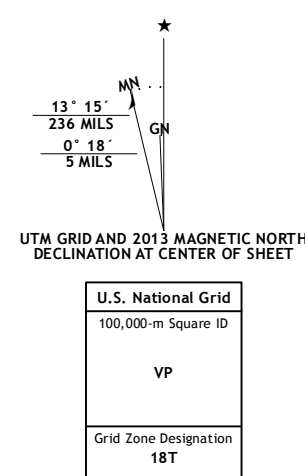 ★
MN
13° 15´
236 MILS
GN
0° 18´
5 MILS
UTM GRID AND 2013 MAGNETIC NORTH
DECLINATION AT CENTER OF SHEET
U.S. National Grid
100,000-m Square ID
VP
Grid Zone Designation
18T